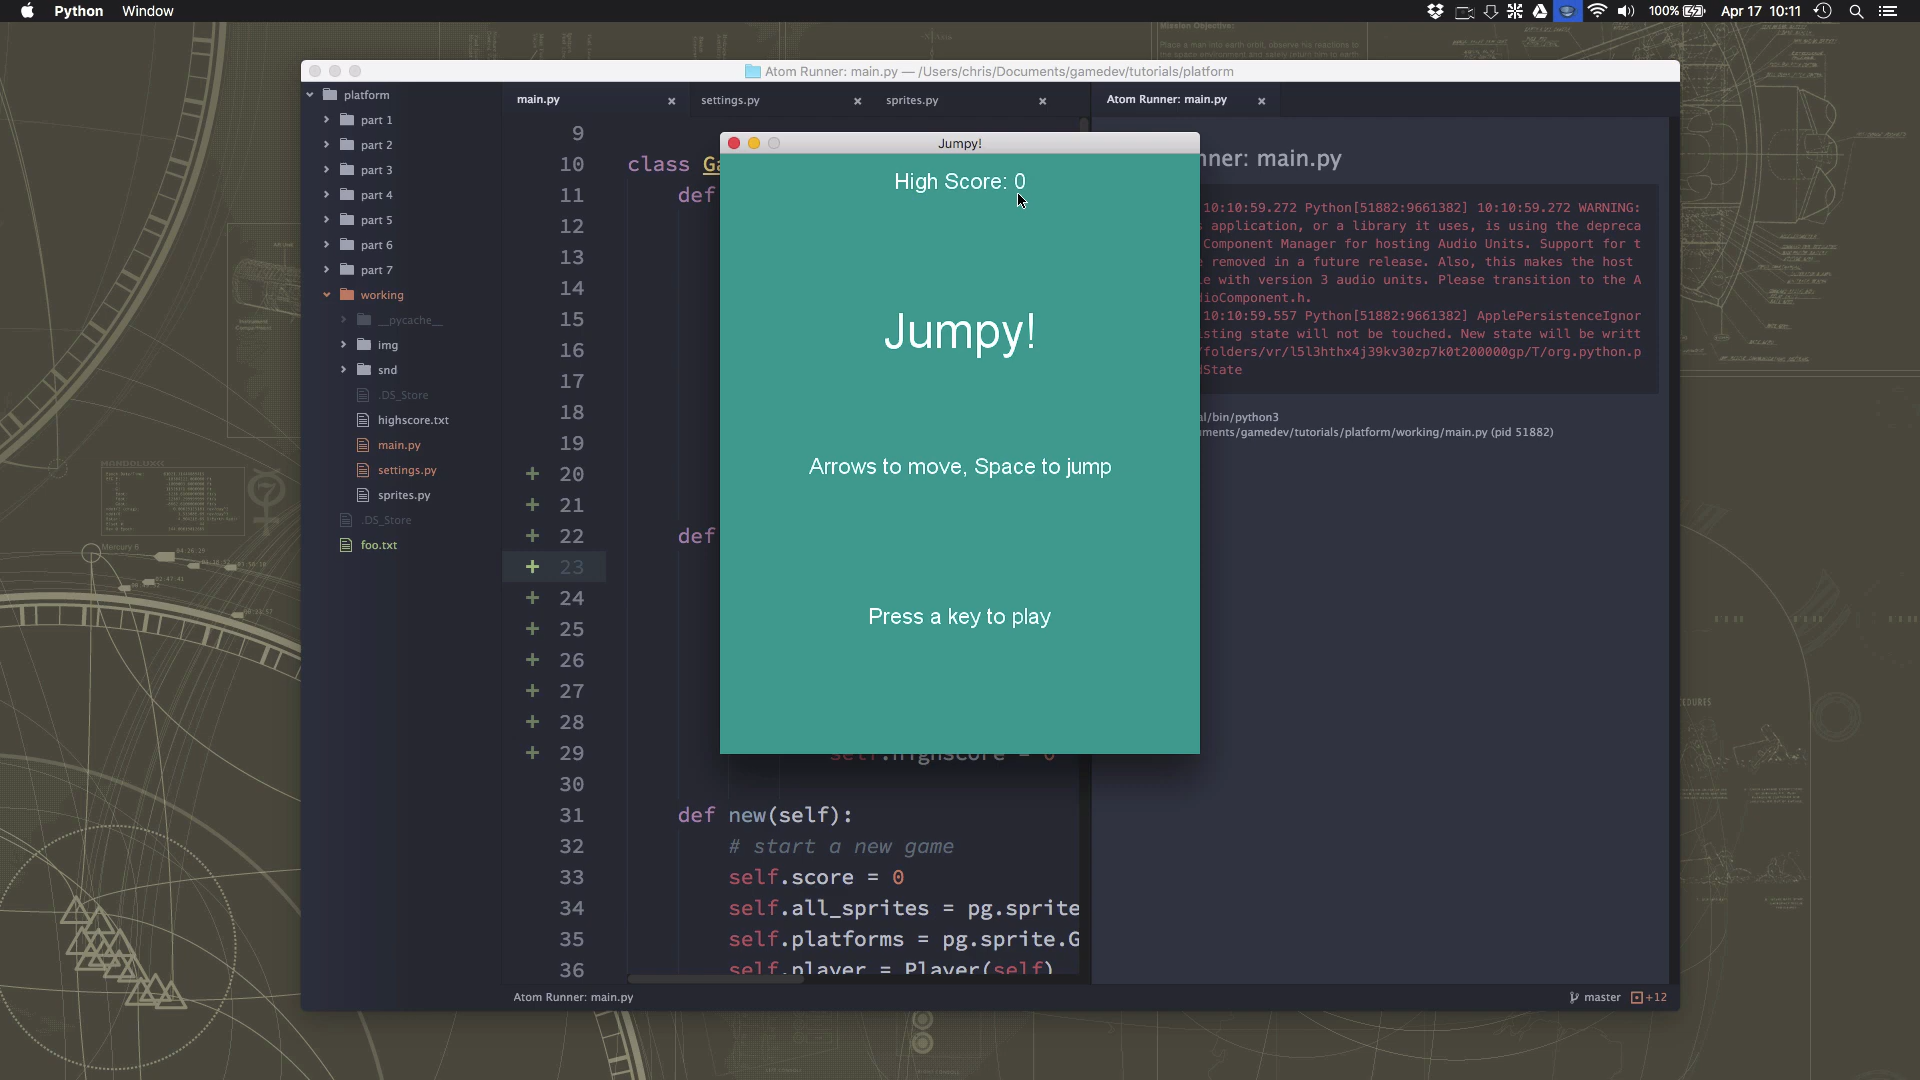 Python Window
100% Apr 17 10:11
Atom Runner: main.py — /Users/chris/Documents/gamedev/tutorials/platform
platform
part 1
part 2
part 3
part 4
part 5
part 6
part 7
working
__pycache__
img
snd
.DS_Store
highscore.txt
main.py
settings.py
sprites.py
.DS_Store
foo.txt
main.py
settings.py
sprites.py
Atom Runner: main.py
9
10 class Ga
11 def
12
13
14
15
16
17
18
19
+ 20
+ 21
+ 22 def
+ 23
+ 24
+ 25
+ 26
+ 27
+ 28
+ 29 self.highscore = 0
30
31 def new(self):
32 # start a new game
33 self.score = 0
34 self.all_sprites = pg.sprite
35 self.platforms = pg.sprite.G
36 self.player = Player(self)
Jumpy!
High Score: 0
Jumpy!
Arrows to move, Space to jump
Press a key to play
nner: main.py
10:10:59.272 Python[51882:9661382] 10:10:59.272 WARNING:
application, or a library it uses, is using the depreca
Component Manager for hosting Audio Units. Support for t
removed in a future release. Also, this makes the host
e with version 3 audio units. Please transition to the A
ioComponent.h.
10:10:59.557 Python[51882:9661382] ApplePersistenceIgnor
isting state will not be touched. New state will be writt
/folders/vr/l5l3hthx4j39kv30zp7k0t200000gp/T/org.python.p
State
al/bin/python3
ments/gamedev/tutorials/platform/working/main.py (pid 51882)
Atom Runner: main.py
master +12
Mission Objective:
Mercury 6